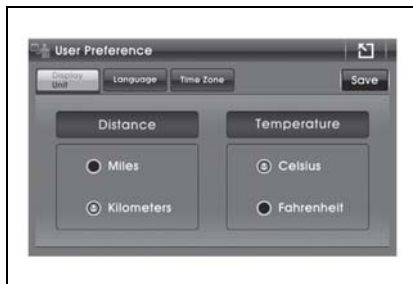 User Preference
Display Unit
Language
Time Zone
Save
Distance
Temperature
Miles
Celsius
Kilometers
Fahrenheit